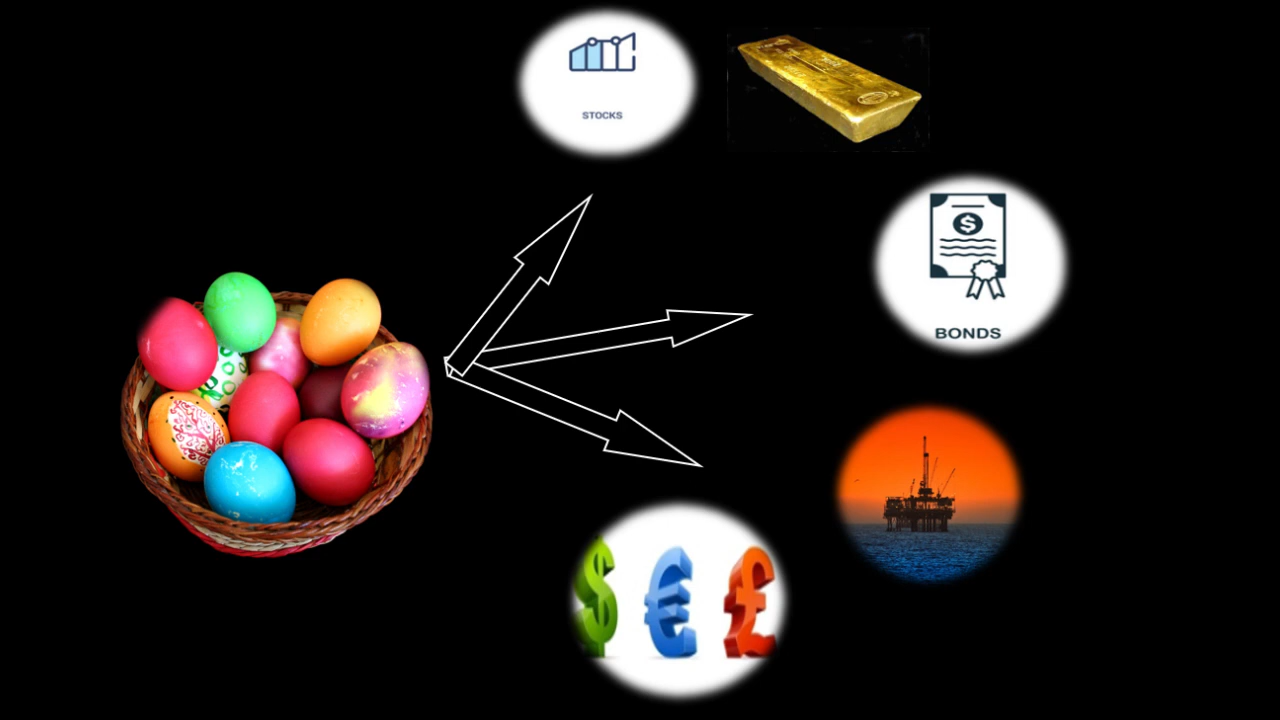 STOCKS
$
BONDS
$ € £